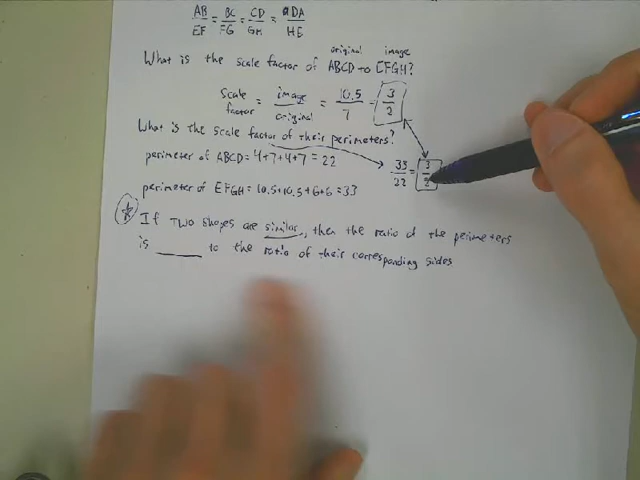 AB/EF = BC/FG = CD/GH = DA/HE
original image
What is the scale factor of ABCD to EFGH?
scale factor = image/original = 10.5/7 = 3/2
What is the scale factor of their perimeters?
perimeter of ABCD = 4+7+4+7 = 22
33/22 = 3/2
perimeter of EFGH = 10.5+10.5+6+6 = 33
If two shapes are similar, then the ratio of the perimeters
is ____ to the ratio of their corresponding sides